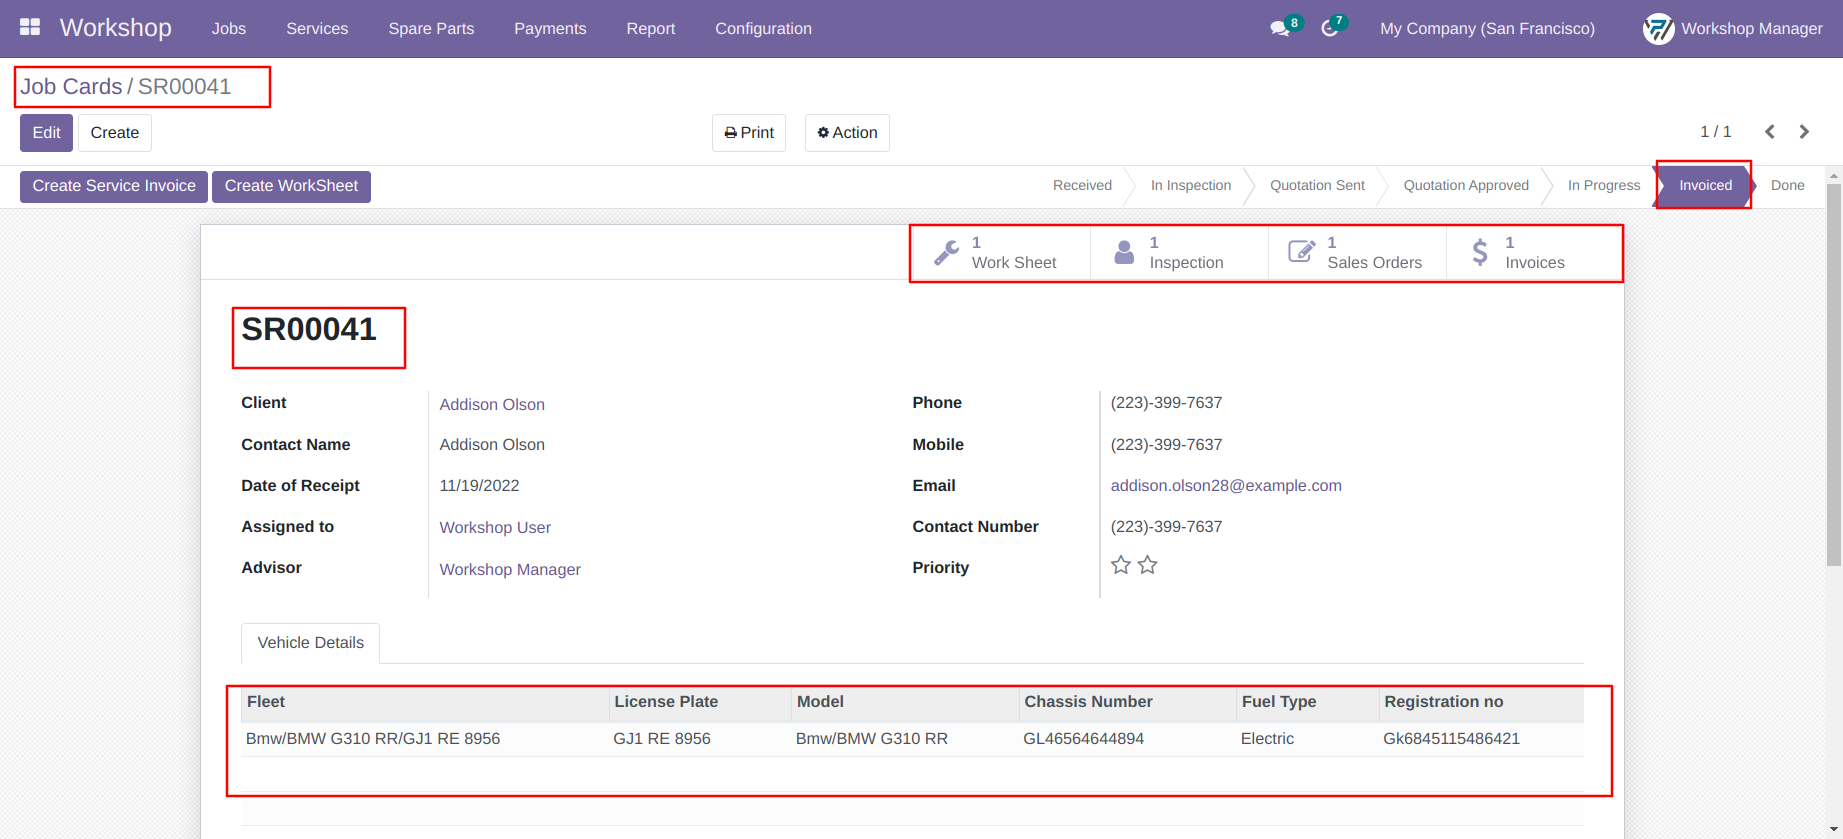 Workshop Jobs Services Spare Parts Payments Report Configuration 8 7 My Company (San Francisco) Workshop Manager
Job Cards / SR00041
Edit Create Print Action 1 / 1
Create Service Invoice Create WorkSheet Received In Inspection Quotation Sent Quotation Approved In Progress Invoiced Done
1 Work Sheet 1 Inspection 1 Sales Orders 1 Invoices
SR00041
Client Addison Olson Phone (223)-399-7637
Contact Name Addison Olson Mobile (223)-399-7637
Date of Receipt 11/19/2022 Email addison.olson28@example.com
Assigned to Workshop User Contact Number (223)-399-7637
Advisor Workshop Manager Priority
Vehicle Details
Fleet License Plate Model Chassis Number Fuel Type Registration no
Bmw/BMW G310 RR/GJ1 RE 8956 GJ1 RE 8956 Bmw/BMW G310 RR GL46564644894 Electric Gk6845115486421